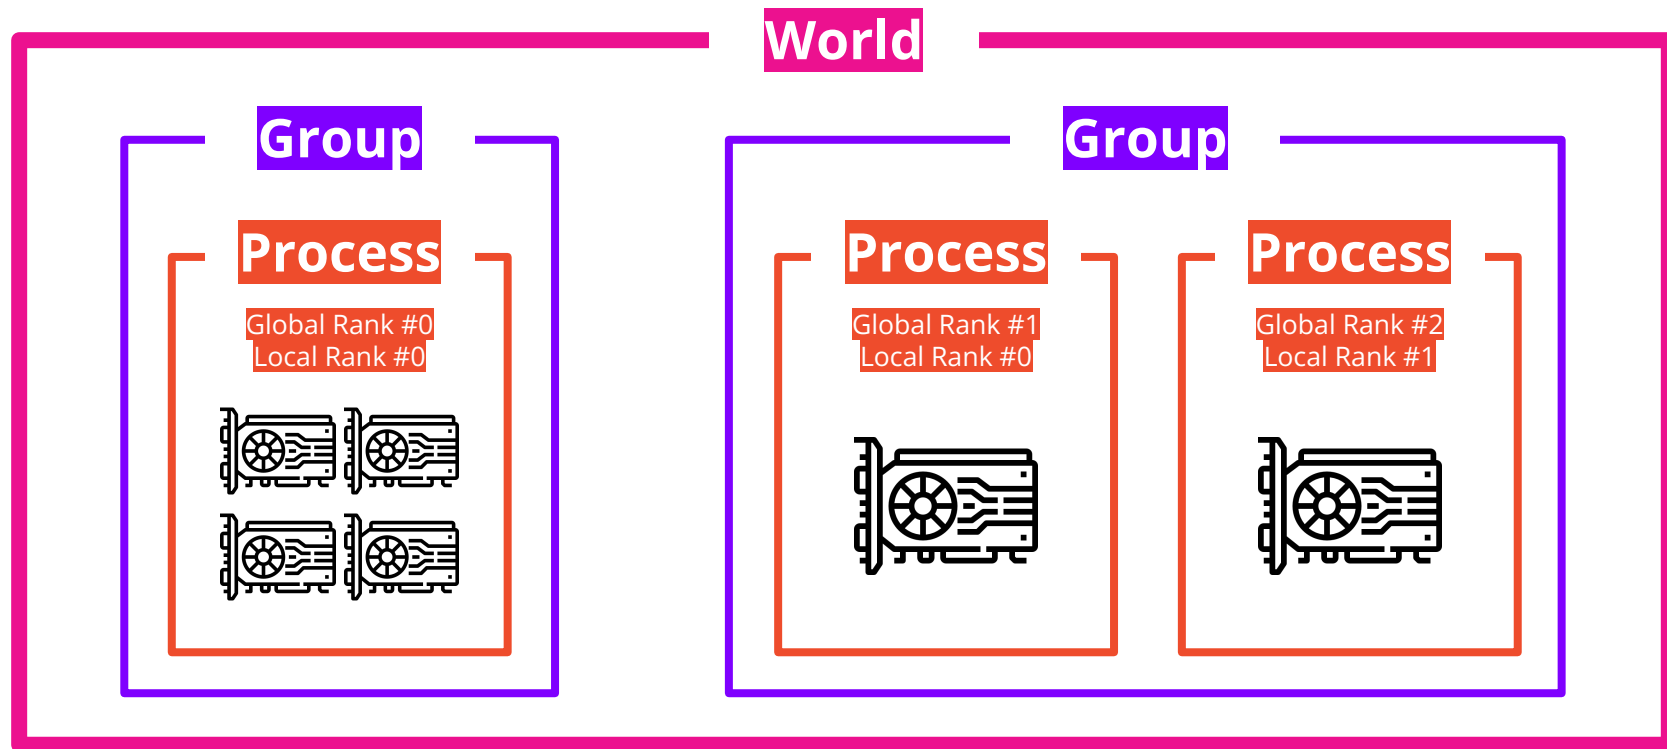 World
Group
Process
Global Rank #0
Local Rank #0
Group
Process
Global Rank #1
Local Rank #0
Process
Global Rank #2
Local Rank #1